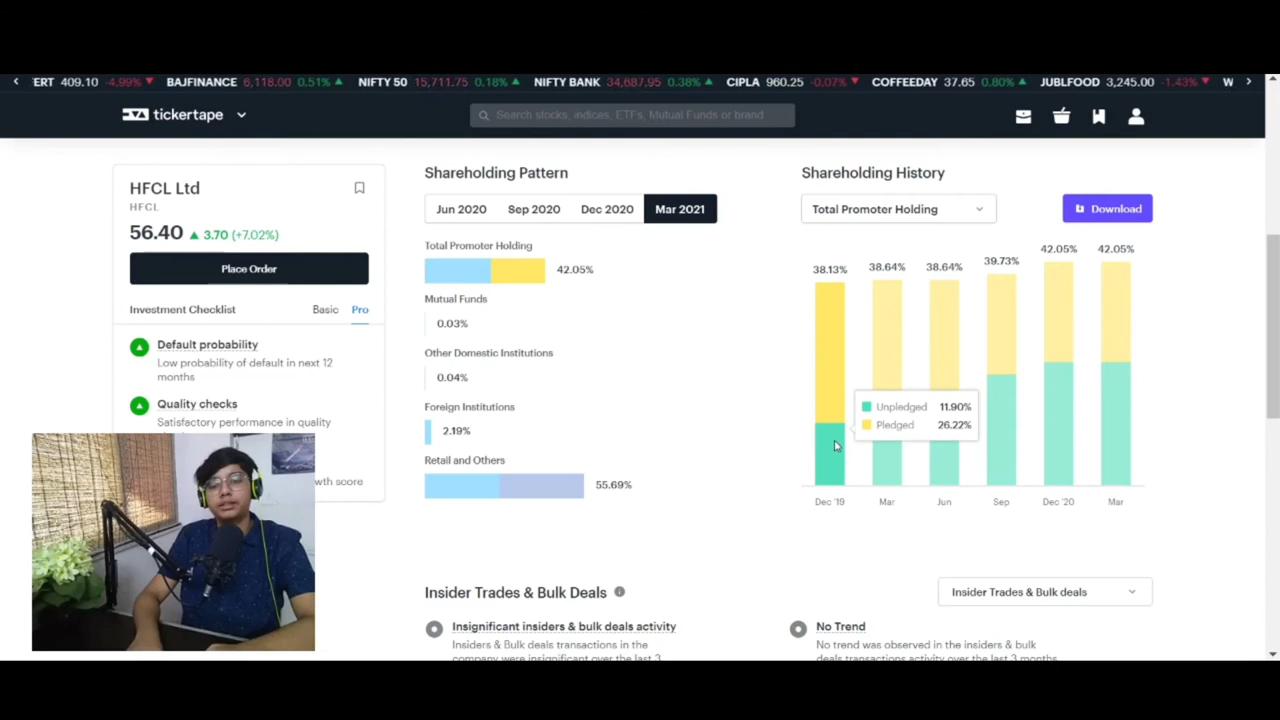 ERT 409.10 -4.99% BAJFINANCE 6,118.00 0.51% NIFTY 50 15,711.75 0.18% NIFTY BANK 34,687.95 0.38% CIPLA 960.25 -0.07% COFFEEDAY 37.65 0.80% JUBLFOOD 3,245.00 -1.43% W
tickertape
Search stocks, indices, ETFs, Mutual Funds or brand
HFCL Ltd
HFCL
56.40 3.70 (+7.02%)
Place Order
Investment Checklist Basic Pro
Default probability
Low probability of default in next 12
months
Quality checks
Satisfactory performance in quality
wth score
Shareholding Pattern
Jun 2020 Sep 2020 Dec 2020 Mar 2021
Total Promoter Holding
42.05%
Mutual Funds
0.03%
Other Domestic Institutions
0.04%
Foreign Institutions
2.19%
Retail and Others
55.69%
Shareholding History
Total Promoter Holding
Download
38.13% 38.64% 38.64% 39.73% 42.05% 42.05%
Unpledged 11.90%
Pledged 26.22%
Dec '19 Mar Jun Sep Dec '20 Mar
Insider Trades & Bulk Deals
Insider Trades & Bulk deals
Insignificant insiders & bulk deals activity
Insiders & Bulk deals transactions in the
company were insignificant over the last 3
No Trend
No trend was observed in the insiders & bulk
deals transactions activity over the last 3 months